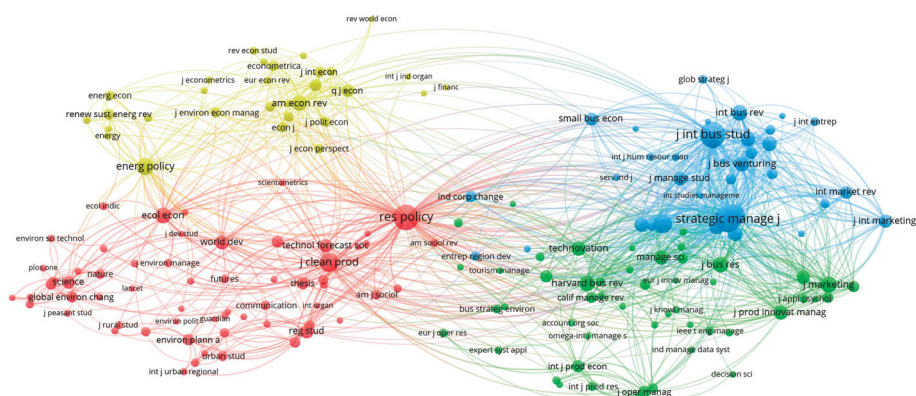 rev world econ
rev econ stud
econometrica
j int econ
j econometrics
eur econ rev
int j ind organ
q j econ
j financ
energ econ
am econ rev
renew sust energ rev
j environ econ manag
j polit econ
energy
econ j
j econ perspect
energ policy
glob strateg j
int bus rev
small bus econ
j int entrep
j int bus stud
int j hum resour man
j bus venturing
serv ind j
j manage stud
int market rev
int studies manageme
ind corp change
strategic manage j
j int marketing
scientometrics
ecol indic
ecol econ
res policy
j dev stud
world dev
environ sci technol
technol forecast soc
am social rev
entrep region dev
technovation
manage sci
j bus res
plos one
nature
j environ manage
j clean prod
tourism manage
science
lancet
futures
thesis
harvard bus rev
eur j innov manag
j marketing
global environ chang
am j sociol
calif manage rev
j appl psychol
j peasant stud
communication
int organ
bus strateg environ
j knowl manag
j prod innovat manag
j rural stud
environ polit
guardian
reg stud
account org soc
eur j oper res
omega-int j manage s
ieee t eng manage
environ plann a
urban stud
expert syst appl
ind manage data syst
int j urban regional
int j prod econ
decision sci
int j prod res
j oper manag